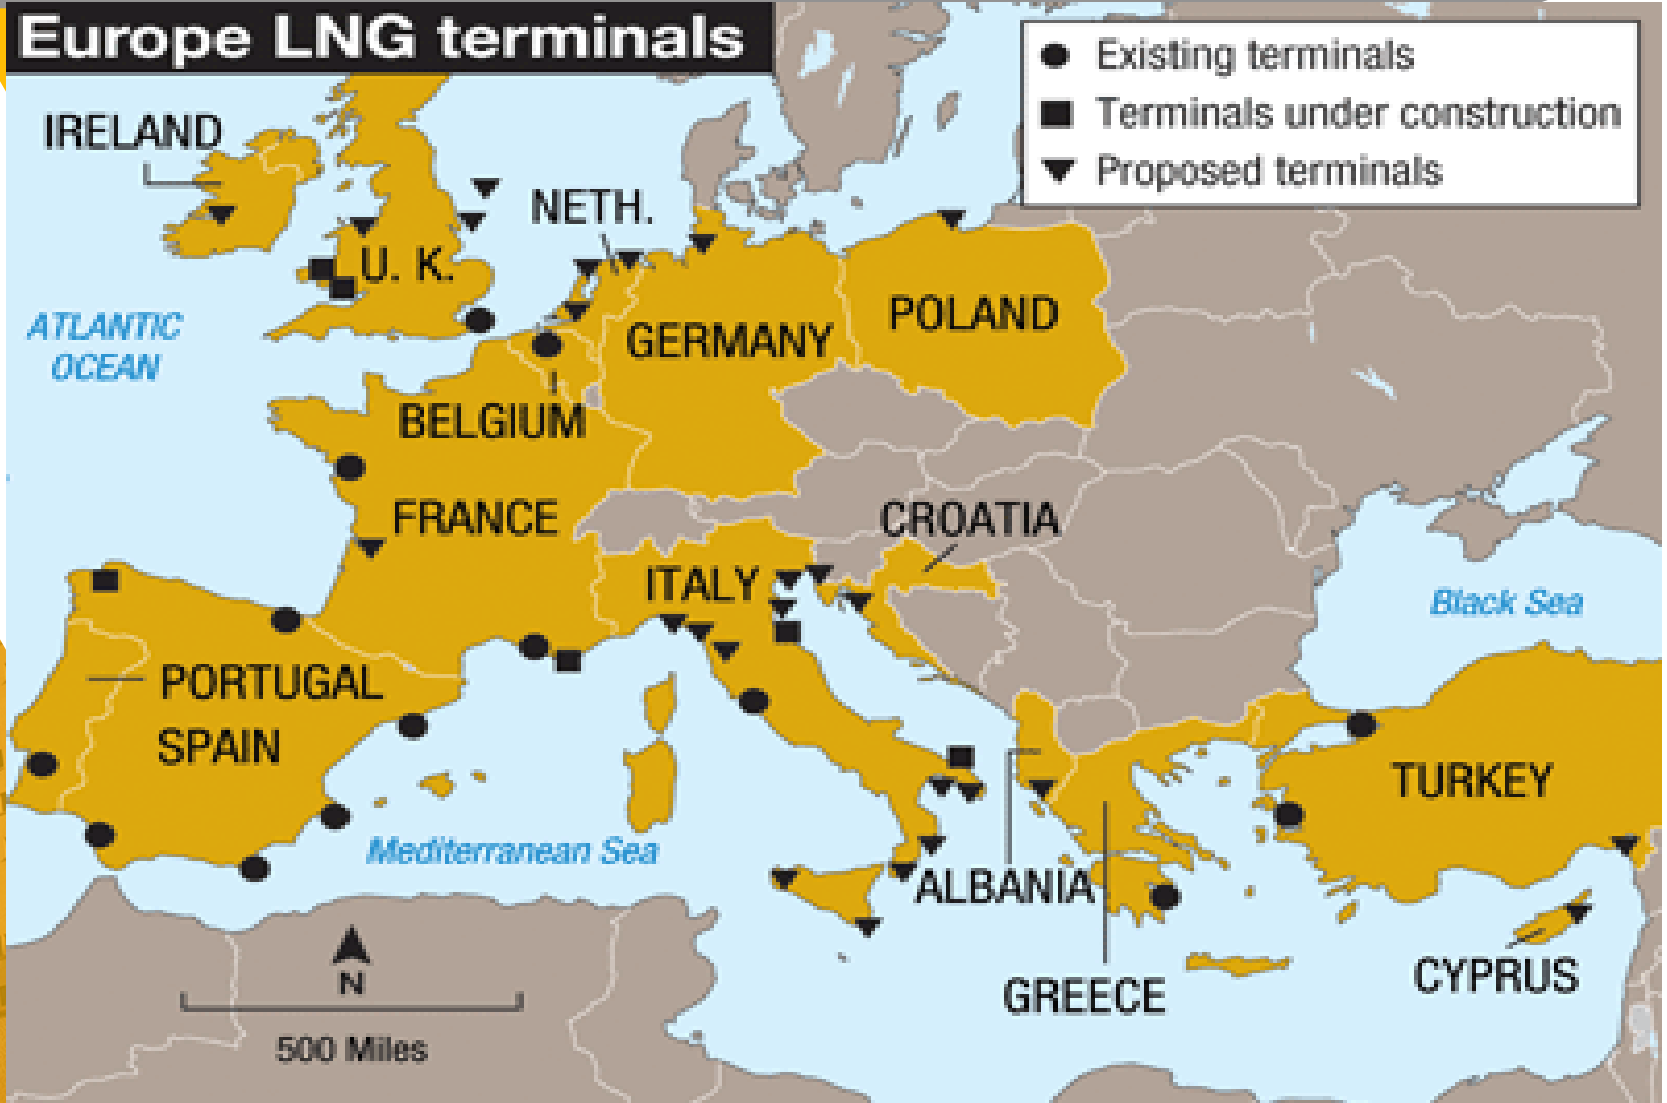 Europe LNG terminals
Existing terminals
Terminals under construction
Proposed terminals
IRELAND
NETH.
U. K.
ATLANTIC
OCEAN
GERMANY
POLAND
BELGIUM
FRANCE
CROATIA
ITALY
Black Sea
PORTUGAL
SPAIN
TURKEY
Mediterranean Sea
ALBANIA
N
CYPRUS
GREECE
500 Miles